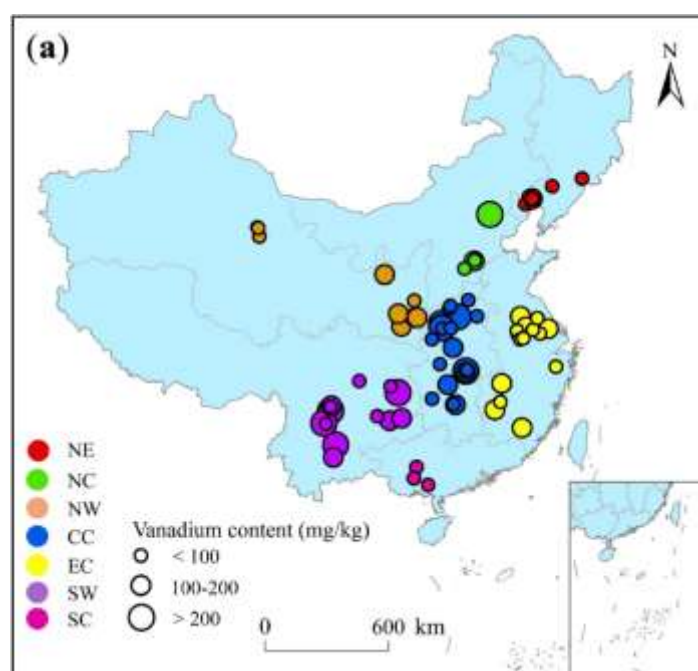 (a)
N
NE
NC
NW
CC
EC
SW
SC
Vanadium content (mg/kg)
< 100
100-200
> 200
0 600 km